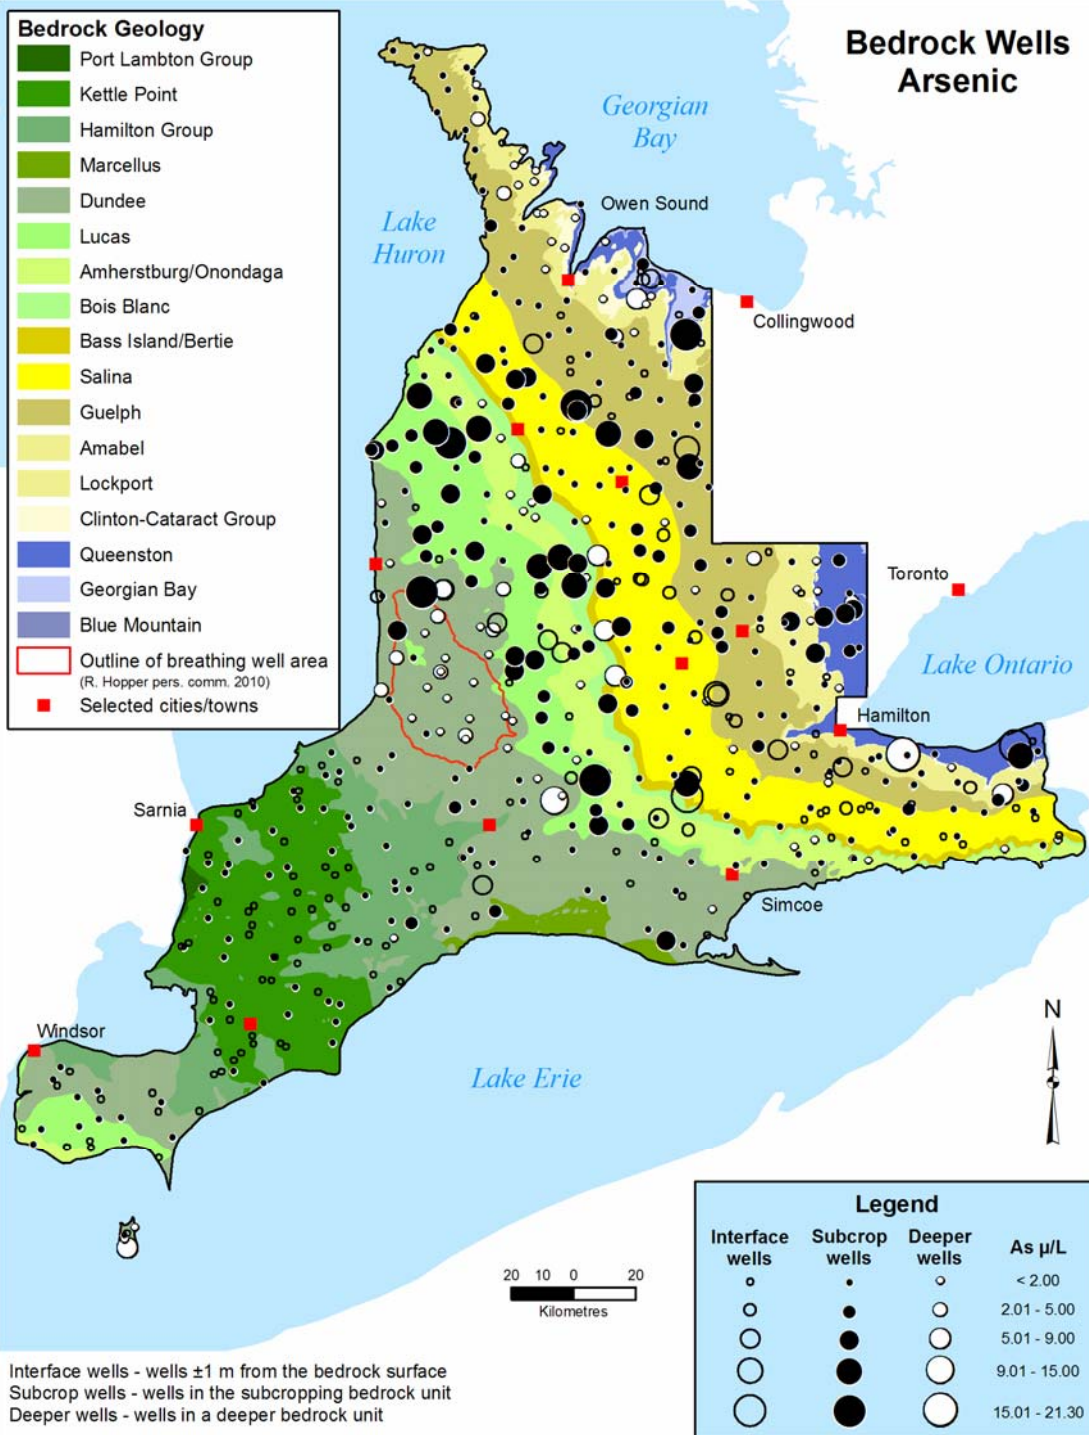 Bedrock Geology
Port Lambton Group
Kettle Point
Hamilton Group
Marcellus
Dundee
Lucas
Amherstburg/Onondaga
Bois Blanc
Bass Island/Bertie
Salina
Guelph
Amabel
Lockport
Clinton-Cataract Group
Queenston
Georgian Bay
Blue Mountain
Outline of breathing well area
(R. Hopper pers. comm. 2010)
Selected cities/towns
Bedrock Wells
Arsenic
Georgian
Bay
Owen Sound
Lake
Huron
Collingwood
Toronto
Lake Ontario
Hamilton
Sarnia
Simcoe
Windsor
Lake Erie
N
20 10 0 20
Kilometres
Interface wells - wells ±1 m from the bedrock surface
Subcrop wells - wells in the subcropping bedrock unit
Deeper wells - wells in a deeper bedrock unit
Legend
Interface Subcrop Deeper
wells wells wells As µ/L
< 2.00
2.01 - 5.00
5.01 - 9.00
9.01 - 15.00
15.01 - 21.30